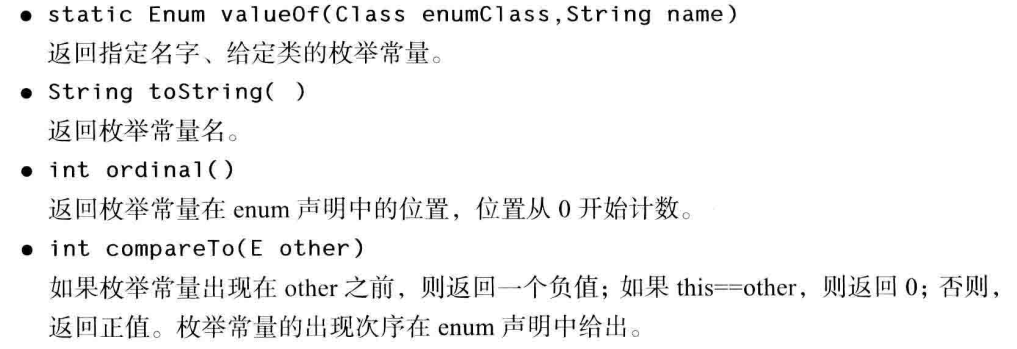 ● static Enum valueOf(Class enumClass,String name)
返回指定名字、给定类的枚举常量。
● String toString( )
返回枚举常量名。
● int ordinal()
返回枚举常量在 enum 声明中的位置，位置从 0 开始计数。
● int compareTo(E other)
如果枚举常量出现在 other 之前，则返回一个负值；如果 this==other，则返回 0；否则，
返回正值。枚举常量的出现次序在 enum 声明中给出。